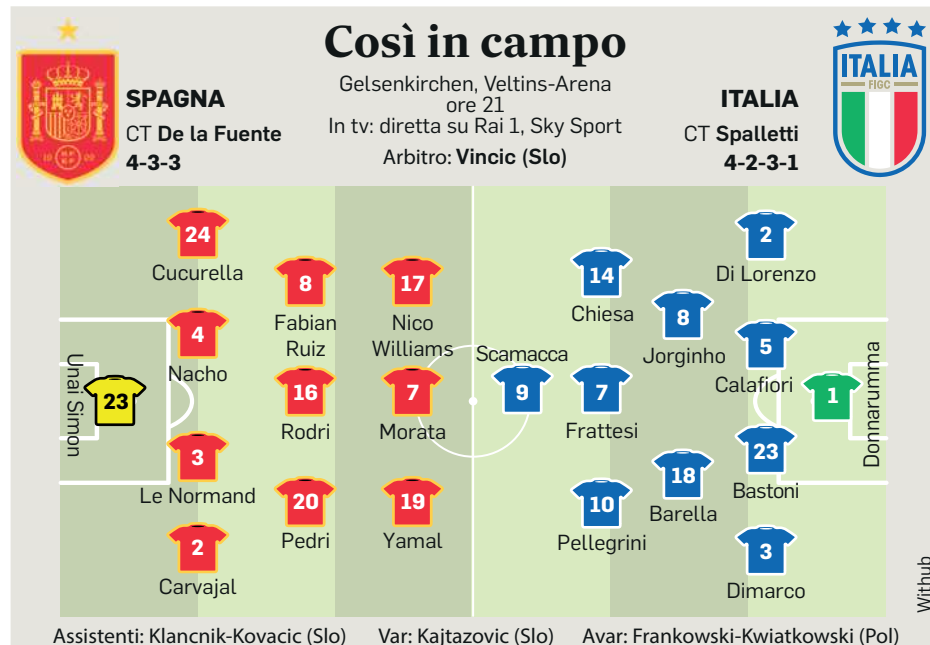 Così in campo
Gelsenkirchen, Veltins-Arena
ore 21
In tv: diretta su Rai 1, Sky Sport
Arbitro: Vincic (Slo)
SPAGNA
CT De la Fuente
4-3-3
ITALIA
CT Spalletti
4-2-3-1
ITALIA
FIGC
23
Unai Simon
24
Cucurella
4
Nacho
3
Le Normand
2
Carvajal
8
Fabian
Ruiz
16
Rodri
20
Pedri
17
Nico
Williams
7
Morata
19
Yamal
Scamacca
9
14
Chiesa
7
Frattesi
10
Pellegrini
8
Jorginho
18
Barella
2
Di Lorenzo
5
Calafiori
23
Bastoni
3
Dimarco
1
Donnarumma
Withub
Assistenti: Klancnik-Kovacic (Slo) Var: Kajtazovic (Slo) Avar: Frankowski-Kwiatkowski (Pol)